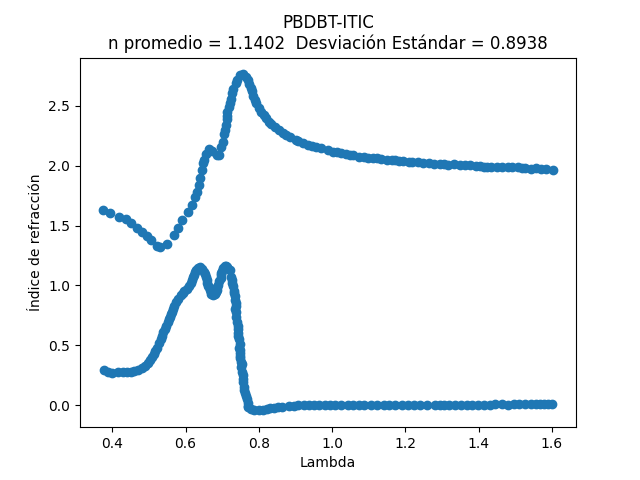 PBDBT-ITIC
n promedio = 1.1402  Desviación Estándar = 0.8938
Índice de refracción
2.5
2.0
1.5
1.0
0.5
0.0
0.4 0.6 0.8 1.0 1.2 1.4 1.6
Lambda